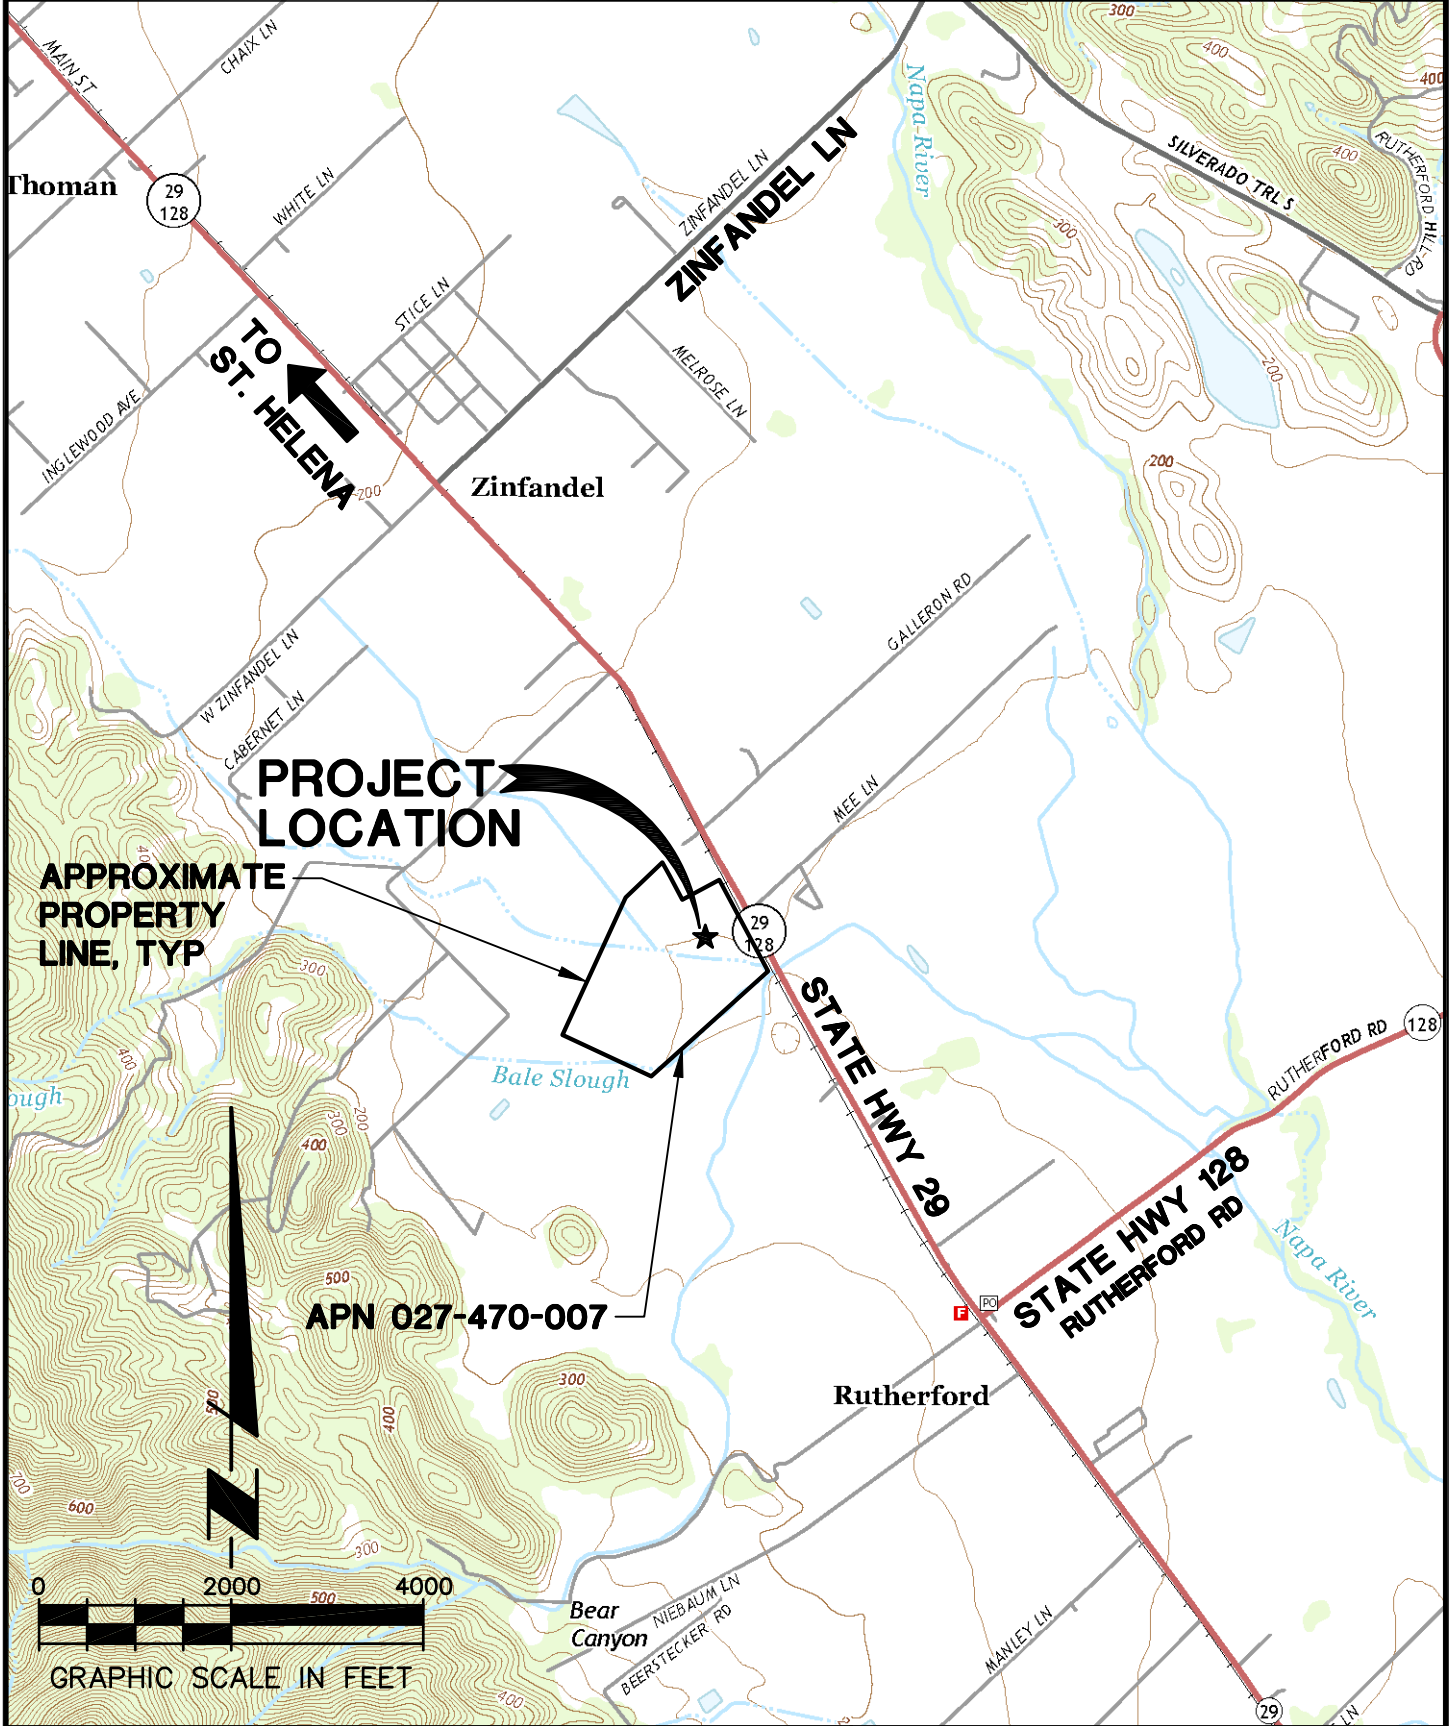 300
CHAIX LN
MAIN ST
400
400
Napa River
ZINFANDEL LN
ZINFANDEL LN
SILVERADO TRL S
RUTHERFORD HILL RD
400
Thoman
29
128
WHITE LN
300
STICE LN
TO
ST. HELENA
MELROSE LN
200
INGLEWOOD AVE
200
Zinfandel
200
GALLERON RD
W ZINFANDEL LN
CABERNET LN
PROJECT
LOCATION
MEE LN
APPROXIMATE
PROPERTY
LINE, TYP
29
128
300
STATE HWY 29
128
RUTHERFORD RD
400
Bale Slough
ough
300
200
400
STATE HWY 128
RUTHERFORD RD
Napa River
500
APN 027-470-007
F
PO
300
Rutherford
500
400
700
600
300
0
2000
4000
500
GRAPHIC SCALE IN FEET
Bear
Canyon
NIEBAUM LN
BEERSTECKER RD
MANLEY LN
400
29
LN